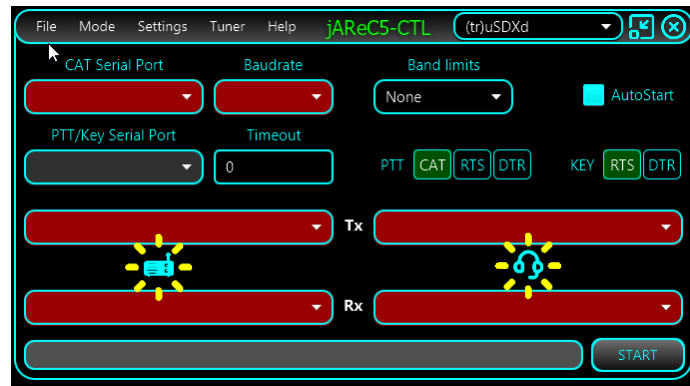 File Mode Settings Tuner Help jAReC5-CTL (tr)uSDXd
CAT Serial Port Baudrate Band limits
None AutoStart
PTT/Key Serial Port Timeout
0 PTT CAT RTS DTR KEY RTS DTR
Tx
Rx
START